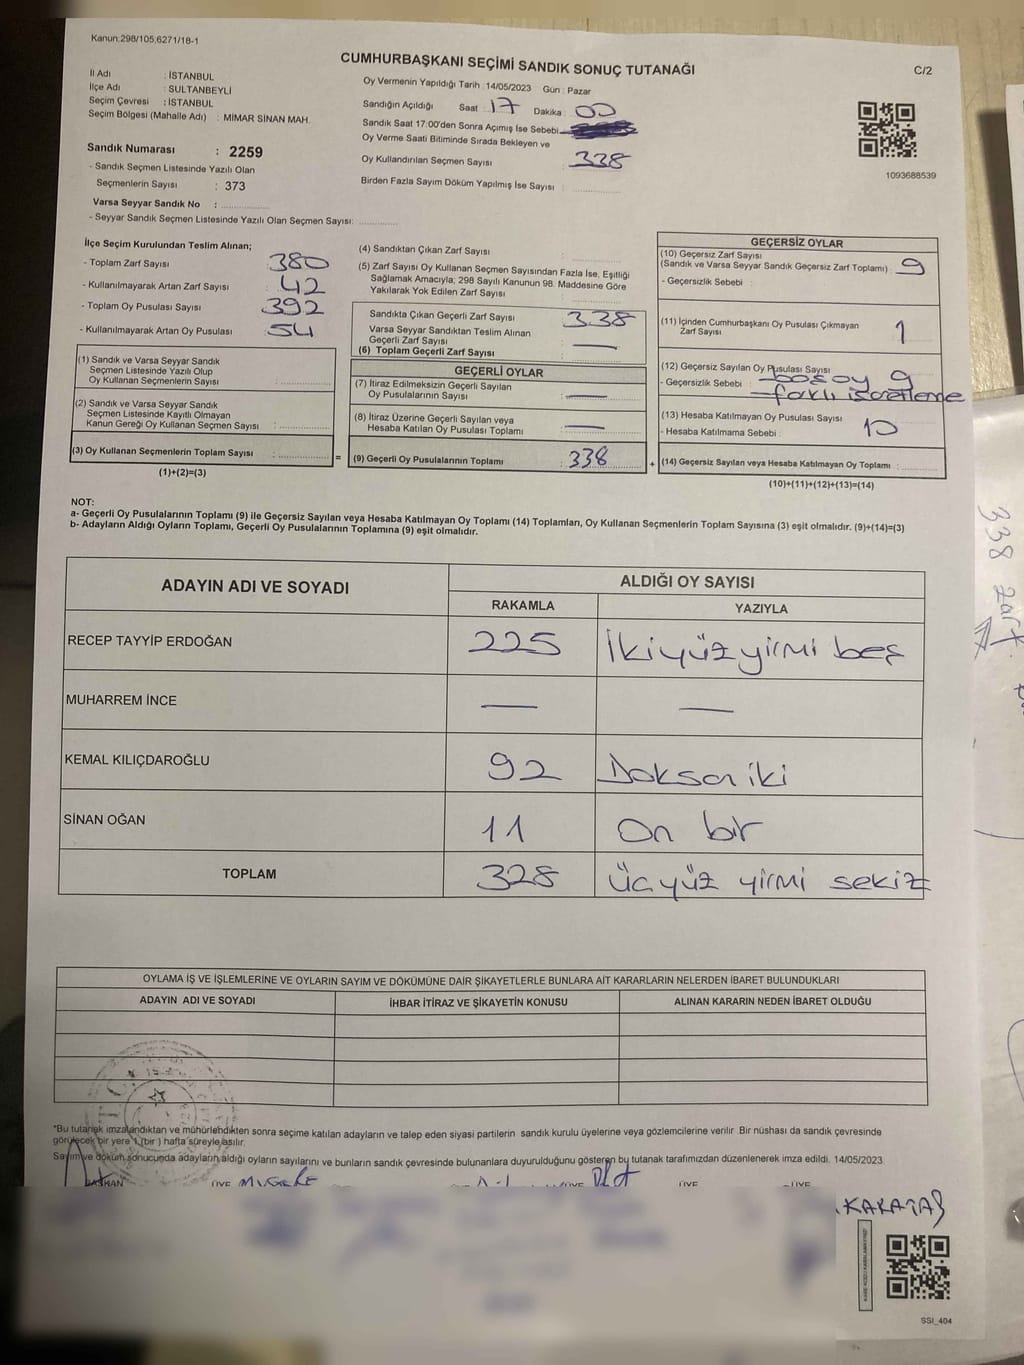 Kanun:298/105,6271/18-1
CUMHURBAŞKANI SEÇİMİ SANDIK SONUÇ TUTANAĞI
C/2
İl Adı : İSTANBUL
İlçe Adı : SULTANBEYLİ
Seçim Çevresi : İSTANBUL
Seçim Bölgesi (Mahalle Adı) : MİMAR SİNAN MAH.
Oy Vermenin Yapıldığı Tarih :14/05/2023 Gün : Pazar
Sandığın Açıldığı Saat : 17 Dakika : 00
Sandık Saat 17:00'den Sonra Açımış İse Sebebi
Oy Verme Saati Bitiminde Sırada Bekleyen ve
Oy Kullandırılan Seçmen Sayısı : 338
Birden Fazla Sayım Döküm Yapılmış İse Sayısı :
1093688539
Sandık Numarası : 2259
- Sandık Seçmen Listesinde Yazılı Olan
Seçmenlerin Sayısı : 373
Varsa Seyyar Sandık No :
- Seyyar Sandık Seçmen Listesinde Yazılı Olan Seçmen Sayısı:
İlçe Seçim Kurulundan Teslim Alınan;
- Toplam Zarf Sayısı : 380
- Kullanılmayarak Artan Zarf Sayısı : 42
- Toplam Oy Pusulası Sayısı : 392
- Kullanılmayarak Artan Oy Pusulası : 54
(1) Sandık ve Varsa Seyyar Sandık
Seçmen Listesinde Yazılı Olup
Oy Kullanan Seçmenlerin Sayısı :
(2) Sandık ve Varsa Seyyar Sandık
Seçmen Listesinde Kayıtlı Olmayan
Kanun Gereği Oy Kullanan Seçmen Sayısı :
(3) Oy Kullanan Seçmenlerin Toplam Sayısı : =
(1)+(2)=(3)
(4) Sandıktan Çıkan Zarf Sayısı :
(5) Zarf Sayısı Oy Kullanan Seçmen Sayısından Fazla İse, Eşitliği
Sağlamak Amacıyla; 298 Sayılı Kanunun 98. Maddesine Göre
Yakılarak Yok Edilen Zarf Sayısı :
Sandıkta Çıkan Geçerli Zarf Sayısı : 338
Varsa Seyyar Sandıktan Teslim Alınan
Geçerli Zarf Sayısı : —
(6) Toplam Geçerli Zarf Sayısı :
GEÇERLİ OYLAR
(7) İtiraz Edilmeksizin Geçerli Sayılan
Oy Pusulalarının Sayısı : —
(8) İtiraz Üzerine Geçerli Sayılan veya
Hesaba Katılan Oy Pusulası Toplamı : —
(9) Geçerli Oy Pusulalarının Toplamı : 338 +
GEÇERSİZ OYLAR
(10) Geçersiz Zarf Sayısı
(Sandık ve Varsa Seyyar Sandık Geçersiz Zarf Toplamı) : 9
- Geçersizlik Sebebi :
(11) İçinden Cumhurbaşkanı Oy Pusulası Çıkmayan
Zarf Sayısı : 1
(12) Geçersiz Sayılan Oy Pusulası Sayısı
- Geçersizlik Sebebi : boş oy 9
farklı işaretleme
(13) Hesaba Katılmayan Oy Pusulası Sayısı : 10
- Hesaba Katılmama Sebebi :
(14) Geçersiz Sayılan veya Hesaba Katılmayan Oy Toplamı :
(10)+(11)+(12)+(13)=(14)
NOT:
a- Geçerli Oy Pusulalarının Toplamı (9) ile Geçersiz Sayılan veya Hesaba Katılmayan Oy Toplamı (14) Toplamları, Oy Kullanan Seçmenlerin Toplam Sayısına (3) eşit olmalıdır. (9)+(14)=(3)
b- Adayların Aldığı Oyların Toplamı, Geçerli Oy Pusulalarının Toplamına (9) eşit olmalıdır.
338 zarf
ADAYIN ADI VE SOYADI
ALDIĞI OY SAYISI
RAKAMLA YAZIYLA
RECEP TAYYİP ERDOĞAN 225 İkiyüzyirmi beş
MUHARREM İNCE — —
KEMAL KILIÇDAROĞLU 92 Doksan iki
SİNAN OĞAN 11 On bir
TOPLAM 328 Üçyüz yirmi sekiz
OYLAMA İŞ VE İŞLEMLERİNE VE OYLARIN SAYIM VE DÖKÜMÜNE DAİR ŞİKAYETLERLE BUNLARA AİT KARARLARIN NELERDEN İBARET BULUNDUKLARI
ADAYIN ADI VE SOYADI İHBAR İTİRAZ VE ŞİKAYETİN KONUSU ALINAN KARARIN NEDEN İBARET OLDUĞU
*Bu tutanak imzalandıktan ve mühürlendikten sonra seçime katılan adayların ve talep eden siyasi partilerin sandık kurulu üyelerine veya gözlemcilerine verilir. Bir nüshası da sandık çevresinde
görülecek bir yere 1 (bir) hafta süreyle asılır.
Sayım ve döküm sonucunda adayların aldığı oyların sayılarını ve bunların sandık çevresinde bulunanlara duyurulduğunu gösteren bu tutanak tarafımızdan düzenlenerek imza edildi. 14/05/2023
BAŞKAN ÜYE ÜYE ÜYE ÜYE
KARATAŞ
SSI_404